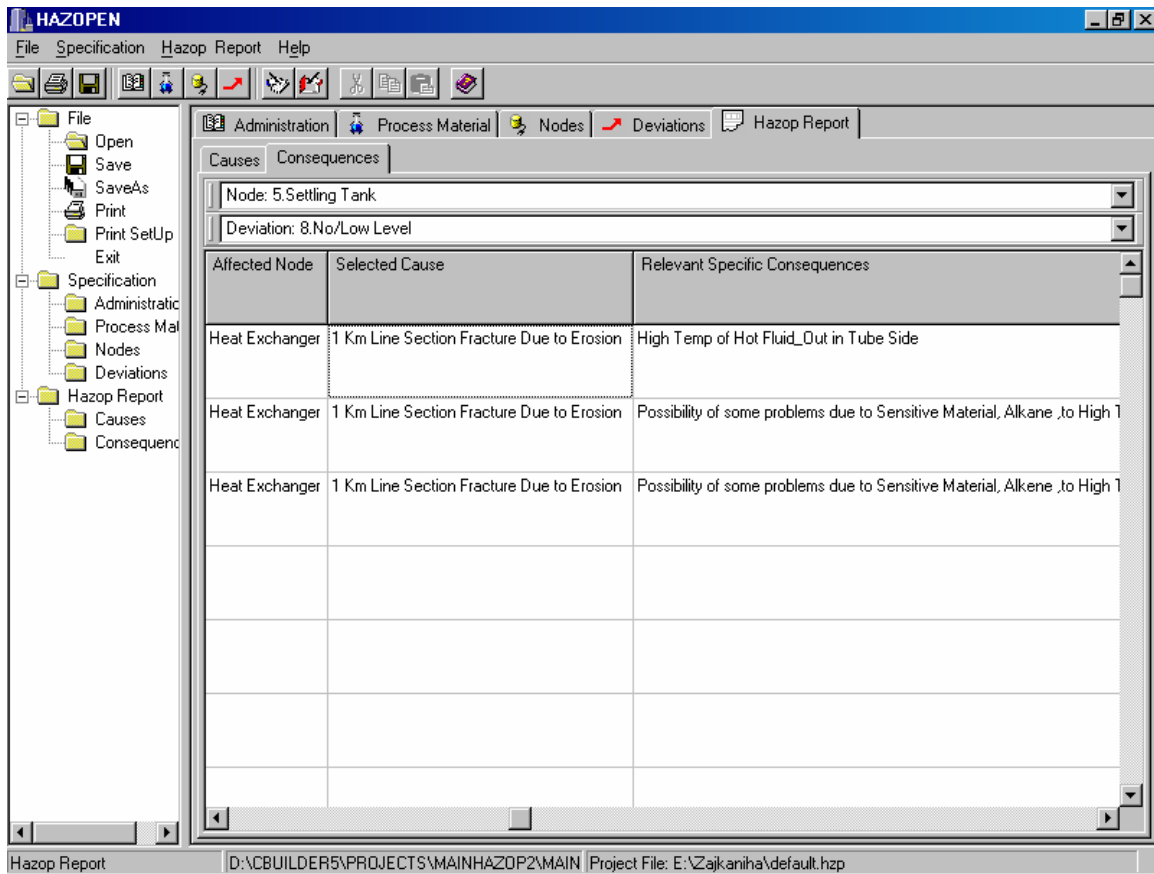 HAZOPEN
File Specification Hazop Report Help
File
Open
Save
SaveAs
Print
Print SetUp
Exit
Specification
Administratic
Process Mal
Nodes
Deviations
Hazop Report
Causes
Consequenc
Administration Process Material Nodes Deviations Hazop Report
Causes Consequences
Node: 5.Settling Tank
Deviation: 8.No/Low Level
Affected Node Selected Cause Relevant Specific Consequences
Heat Exchanger 1 Km Line Section Fracture Due to Erosion High Temp of Hot Fluid_Out in Tube Side
Heat Exchanger 1 Km Line Section Fracture Due to Erosion Possibility of some problems due to Sensitive Material, Alkane ,to High T
Heat Exchanger 1 Km Line Section Fracture Due to Erosion Possibility of some problems due to Sensitive Material, Alkene ,to High T
Hazop Report D:\CBUILDER5\PROJECTS\MAINHAZOP2\MAIN Project File: E:\Zajkaniha\default.hzp